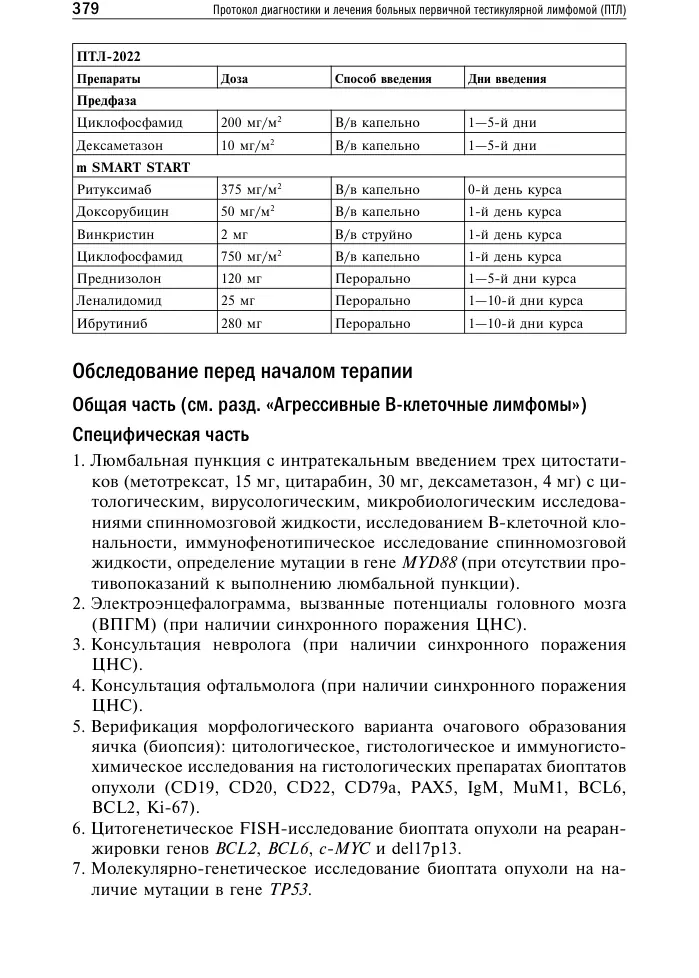 379 Протокол диагностики и лечения больных первичной тестикулярной лимфомой (ПТЛ)
ПТЛ-2022
Препараты Доза Способ введения Дни введения
Предфаза
Циклофосфамид 200 мг/м² В/в капельно 1—5-й дни
Дексаметазон 10 мг/м² В/в капельно 1—5-й дни
m SMART START
Ритуксимаб 375 мг/м² В/в капельно 0-й день курса
Доксорубицин 50 мг/м² В/в капельно 1-й день курса
Винкристин 2 мг В/в струйно 1-й день курса
Циклофосфамид 750 мг/м² В/в капельно 1-й день курса
Преднизолон 120 мг Перорально 1—5-й дни курса
Леналидомид 25 мг Перорально 1—10-й дни курса
Ибрутиниб 280 мг Перорально 1—10-й дни курса
Обследование перед началом терапии
Общая часть (см. разд. «Агрессивные В-клеточные лимфомы»)
Специфическая часть
1. Люмбальная пункция с интратекальным введением трех цитостати-
ков (метотрексат, 15 мг, цитарабин, 30 мг, дексаметазон, 4 мг) с ци-
тологическим, вирусологическим, микробиологическим исследова-
ниями спинномозговой жидкости, исследованием В-клеточной кло-
нальности, иммунофенотипическое исследование спинномозговой
жидкости, определение мутации в гене MYD88 (при отсутствии про-
тивопоказаний к выполнению люмбальной пункции).
2. Электроэнцефалограмма, вызванные потенциалы головного мозга
(ВПГМ) (при наличии синхронного поражения ЦНС).
3. Консультация невролога (при наличии синхронного поражения
ЦНС).
4. Консультация офтальмолога (при наличии синхронного поражения
ЦНС).
5. Верификация морфологического варианта очагового образования
яичка (биопсия): цитологическое, гистологическое и иммуногисто-
химическое исследования на гистологических препаратах биоптатов
опухоли (CD19, CD20, CD22, CD79a, PAX5, IgM, MuM1, BCL6,
BCL2, Ki-67).
6. Цитогенетическое FISH-исследование биоптата опухоли на реаран-
жировки генов BCL2, BCL6, c-MYC и del17p13.
7. Молекулярно-генетическое исследование биоптата опухоли на на-
личие мутации в гене TP53.